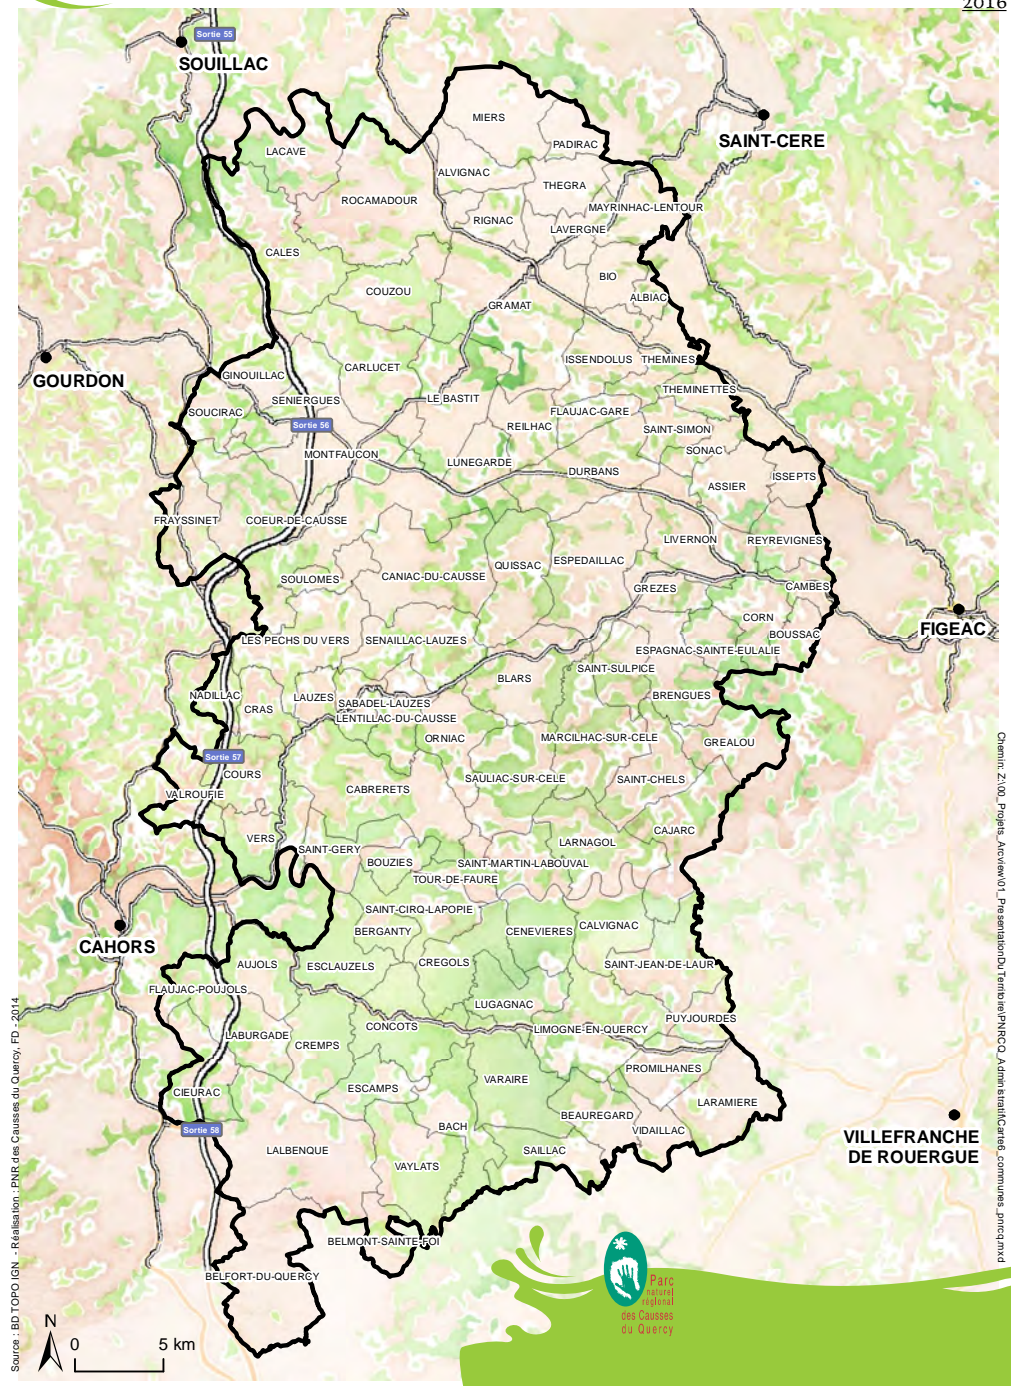 2016
Sortie 55
SOUILLAC
MIERS
SAINT-CERE
PADIRAC
LACAVE
ALVIGNAC
THEGRA
ROCAMADOUR
MAYRINHAC-LENTOUR
RIGNAC
LAVERGNE
CALES
BIO
COUZOU
ALBIAC
GRAMAT
ISSENDOLUS
THEMINES
CARLUCET
GOURDON
GINOUILLAC
THEMINETTES
SENIERGUES
LE BASTIT
SOUCIRAC
FLAUJAC-GARE
Sortie 56
REILHAC
SAINT-SIMON
SONAC
MONTFAUCON
LUNEGARDE
DURBANS
ISSEPTS
ASSIER
FRAYSSINET
COEUR-DE-CAUSSE
LIVERNON
REYREVIGNES
QUISSAC
ESPEDAILLAC
SOULOMES
CANIAC-DU-CAUSSE
GREZES
CAMBES
CORN
FIGEAC
BOUSSAC
LES PECHS DU VERS
SENAILLAC-LAUZES
ESPAGNAC-SAINTE-EULALIE
SAINT-SULPICE
BLARS
NADILLAC
LAUZES
BRENGUES
CRAS
SABADEL-LAUZES
LENTILLAC-DU-CAUSSE
ORNIAC
MARCILHAC-SUR-CELE
GREALOU
Sortie 57
COURS
SAULIAC-SUR-CELE
SAINT-CHELS
CABRERETS
VALROUFIE
CAJARC
VERS
LARNAGOL
SAINT-GERY
BOUZIES
SAINT-MARTIN-LABOUVAL
TOUR-DE-FAURE
SAINT-CIRQ-LAPOPIE
CALVIGNAC
BERGANTY
CENEVIERES
CAHORS
CREGOLS
AUJOLS
ESCLAUZELS
SAINT-JEAN-DE-LAUR
FLAUJAC-POUJOLS
LUGAGNAC
PUYJOURDES
CONCOTS
LIMOGNE-EN-QUERCY
LABURGADE
CREMPS
PROMILHANES
VARAIRE
ESCAMPS
CIEURAC
LARAMIERE
BEAUREGARD
Sortie 58
BACH
VIDAILLAC
VILLEFRANCHE
DE ROUERGUE
LALBENQUE
SAILLAC
VAYLATS
BELMONT-SAINTE-FOI
BELFORT-DU-QUERCY
Parc
naturel
régional
des Causses
du Quercy
N
0
5 km
Source : BD TOPO IGN - Réalisation : PNR des Causses du Quercy, FD - 2014
Chemin: Z:\00_Projets_Arcview\01_PresentationDuTerritoire\PNRCQ_Administratif\Carte6_communes_pnrcq.mxd